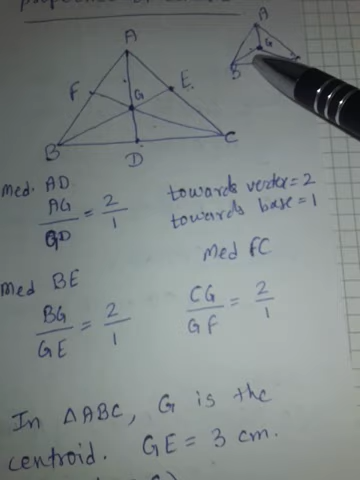 A
F
E
G
B
D
C
A
G
B
Med. AD
AG/GD = 2/1
towards vertex = 2
towards base = 1
Med BE
BG/GE = 2/1
Med FC
CG/GF = 2/1
In △ABC, G is the
centroid. GE = 3 cm.